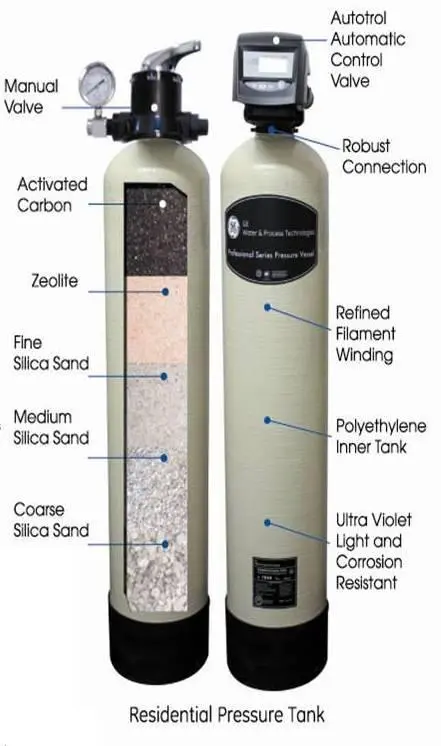 Autotrol
Automatic
Control
Valve
Manual
Valve
Robust
Connection
Activated
Carbon
GE
Water & Process Technologies
Professional Series Pressure Vessel
Zeolite
Refined
Filament
Winding
Fine
Silica Sand
Medium
Silica Sand
Polyethylene
Inner Tank
Coarse
Silica Sand
Ultra Violet
Light and
Corrosion
Resistant
Residential Pressure Tank